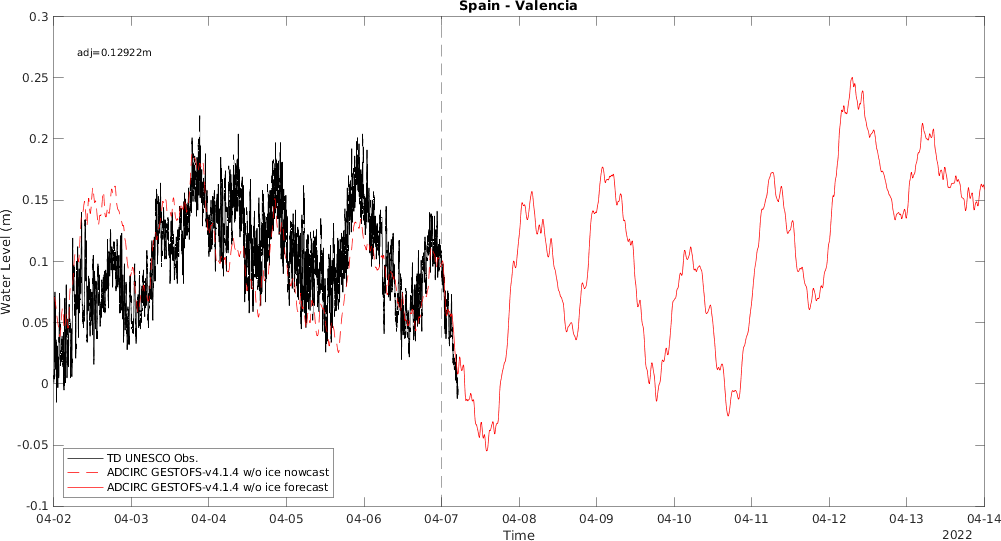 Spain - Valencia
0.3
adj=0.12922m
0.25
0.2
0.15
0.1
0.05
0
-0.05
-0.1
Water Level (m)
TD UNESCO Obs.
ADCIRC GESTOFS-v4.1.4 w/o ice nowcast
ADCIRC GESTOFS-v4.1.4 w/o ice forecast
04-02 04-03 04-04 04-05 04-06 04-07 04-08 04-09 04-10 04-11 04-12 04-13 04-14
Time
2022